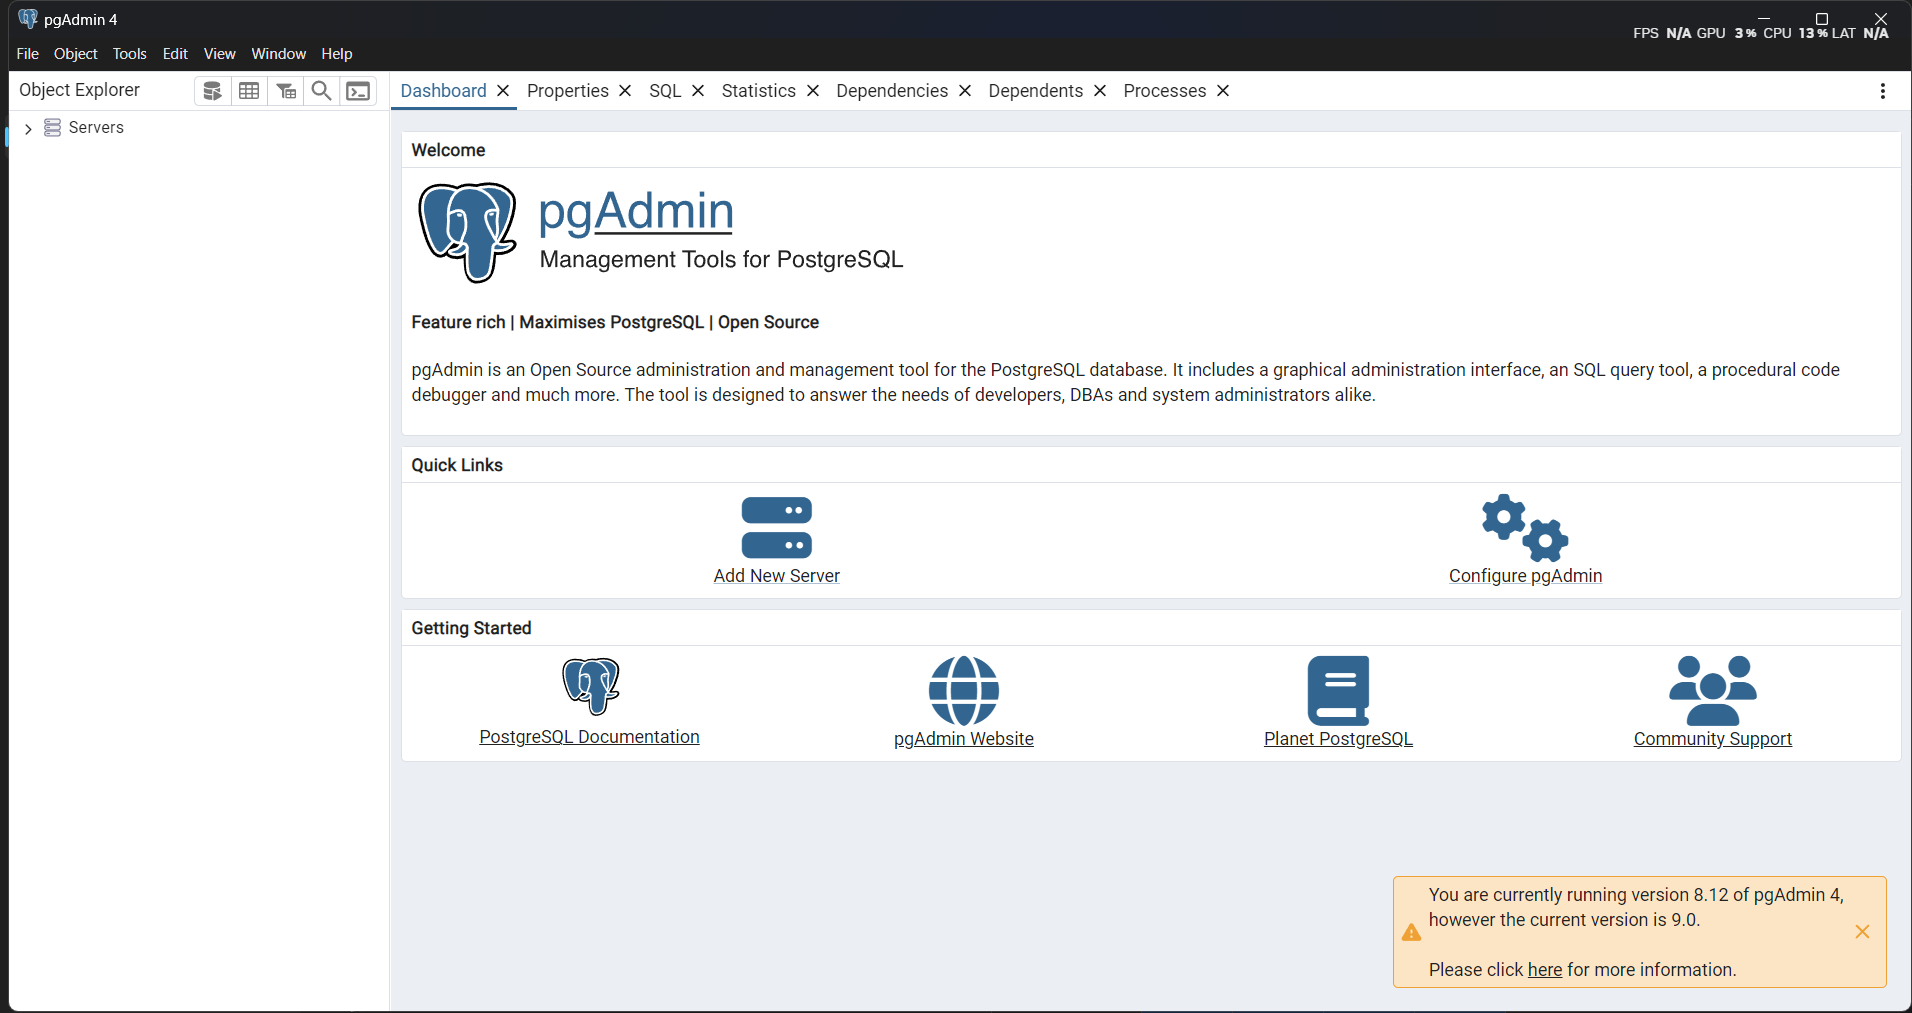 pgAdmin 4
FPS N/A GPU 3% CPU 13% LAT N/A
File Object Tools Edit View Window Help
Object Explorer
Servers
Dashboard Properties SQL Statistics Dependencies Dependents Processes
Welcome
pgAdmin
Management Tools for PostgreSQL
Feature rich | Maximises PostgreSQL | Open Source
pgAdmin is an Open Source administration and management tool for the PostgreSQL database. It includes a graphical administration interface, an SQL query tool, a procedural code
debugger and much more. The tool is designed to answer the needs of developers, DBAs and system administrators alike.
Quick Links
Add New Server
Configure pgAdmin
Getting Started
PostgreSQL Documentation
pgAdmin Website
Planet PostgreSQL
Community Support
You are currently running version 8.12 of pgAdmin 4,
however the current version is 9.0.
Please click here for more information.